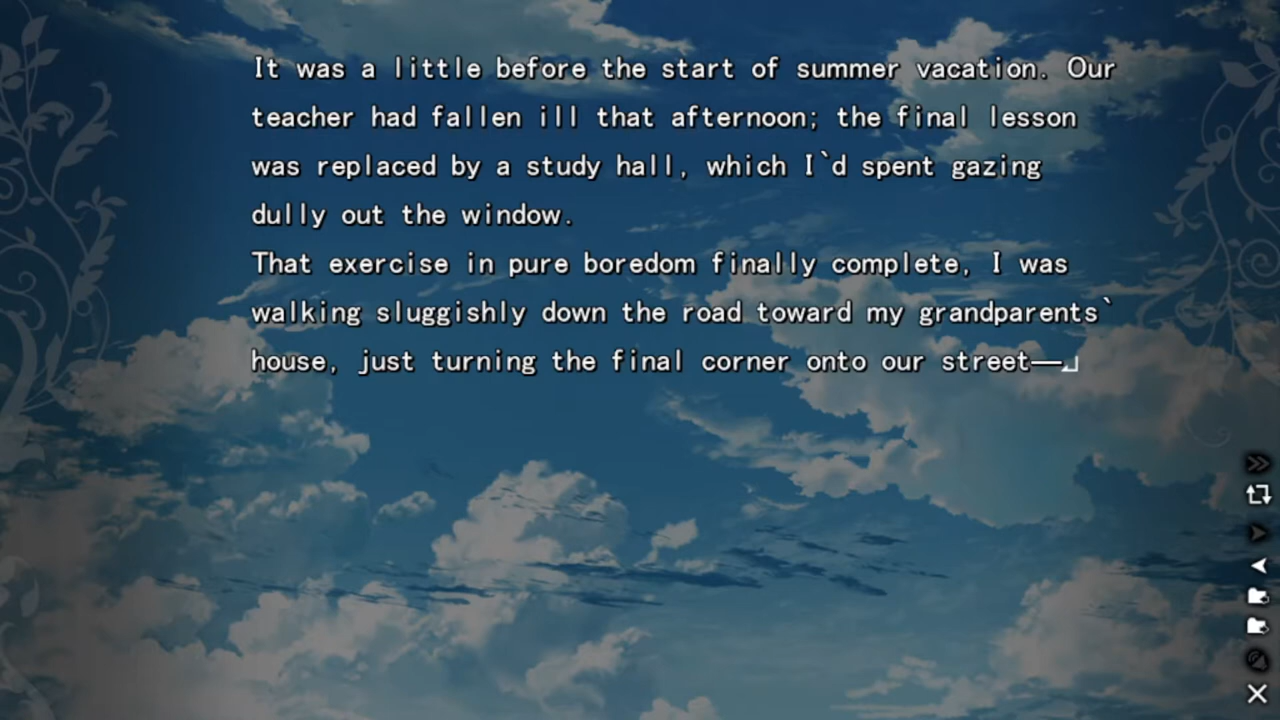 It was a little before the start of summer vacation. Our
teacher had fallen ill that afternoon; the final lesson
was replaced by a study hall, which I`d spent gazing
dully out the window.
That exercise in pure boredom finally complete, I was
walking sluggishly down the road toward my grandparents`
house, just turning the final corner onto our street―